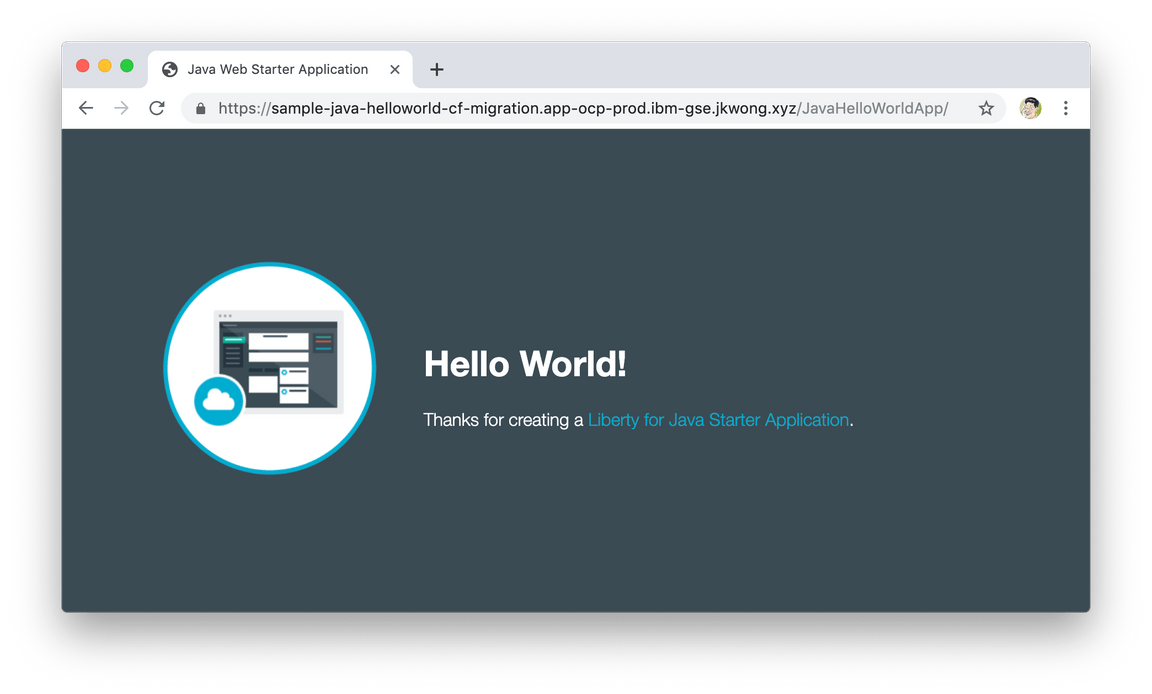 Java Web Starter Application
https://sample-java-helloworld-cf-migration.app-ocp-prod.ibm-gse.jkwong.xyz/JavaHelloWorldApp/
Hello World!
Thanks for creating a Liberty for Java Starter Application.